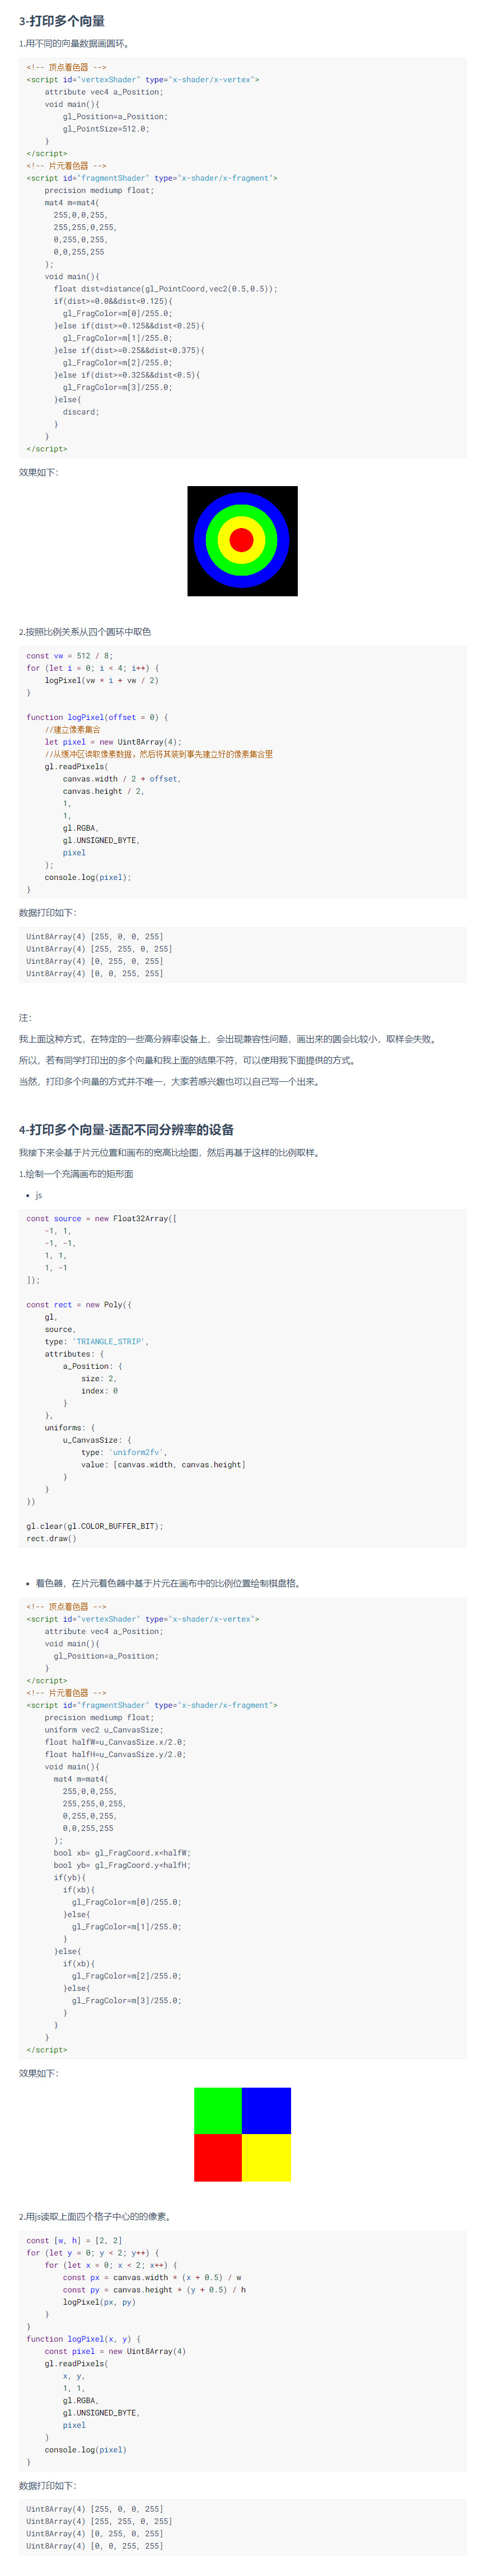 3-打印多个向量
1.用不同的向量数据画圆环。
<!-- 顶点着色器 -->
<script id="vertexShader" type="x-shader/x-vertex">
    attribute vec4 a_Position;
    void main(){
        gl_Position=a_Position;
        gl_PointSize=512.0;
    }
</script>
<!-- 片元着色器 -->
<script id="fragmentShader" type="x-shader/x-fragment">
    precision mediump float;
    mat4 m=mat4(
      255,0,0,255,
      255,255,0,255,
      0,255,0,255,
      0,0,255,255
    );
    void main(){
      float dist=distance(gl_PointCoord,vec2(0.5,0.5));
      if(dist>=0.0&&dist<0.125){
        gl_FragColor=m[0]/255.0;
      }else if(dist>=0.125&&dist<0.25){
        gl_FragColor=m[1]/255.0;
      }else if(dist>=0.25&&dist<0.375){
        gl_FragColor=m[2]/255.0;
      }else if(dist>=0.325&&dist<0.5){
        gl_FragColor=m[3]/255.0;
      }else{
        discard;
      }
    }
</script>
效果如下：
2.按照比例关系从四个圆环中取色
const vw = 512 / 8;
for (let i = 0; i < 4; i++) {
    logPixel(vw * i + vw / 2)
}
function logPixel(offset = 0) {
    //建立像素集合
    let pixel = new Uint8Array(4);
    //从缓冲区读取像素数据，然后将其装到事先建立好的像素集合里
    gl.readPixels(
        canvas.width / 2 + offset,
        canvas.height / 2,
        1,
        1,
        gl.RGBA,
        gl.UNSIGNED_BYTE,
        pixel
    );
    console.log(pixel);
}
数据打印如下：
Uint8Array(4) [255, 0, 0, 255]
Uint8Array(4) [255, 255, 0, 255]
Uint8Array(4) [0, 255, 0, 255]
Uint8Array(4) [0, 0, 255, 255]
注：
我上面这种方式，在特定的一些高分辨率设备上，会出现兼容性问题，画出来的圆会比较小，取样会失败。
所以，若有同学打印出的多个向量和我上面的结果不符，可以使用我下面提供的方式。
当然，打印多个向量的方式并不唯一，大家若感兴趣也可以自己写一个出来。
4-打印多个向量-适配不同分辨率的设备
我接下来会基于片元位置和画布的宽高比绘图，然后再基于这样的比例取样。
1.绘制一个充满画布的矩形面
• js
const source = new Float32Array([
    -1, 1,
    -1, -1,
    1, 1,
    1, -1
]);
const rect = new Poly({
    gl,
    source,
    type: 'TRIANGLE_STRIP',
    attributes: {
        a_Position: {
            size: 2,
            index: 0
        }
    },
    uniforms: {
        u_CanvasSize: {
            type: 'uniform2fv',
            value: [canvas.width, canvas.height]
        }
    }
})
gl.clear(gl.COLOR_BUFFER_BIT);
rect.draw()
• 着色器，在片元着色器中基于片元在画布中的比例位置绘制棋盘格。
<!-- 顶点着色器 -->
<script id="vertexShader" type="x-shader/x-vertex">
    attribute vec4 a_Position;
    void main(){
      gl_Position=a_Position;
    }
</script>
<!-- 片元着色器 -->
<script id="fragmentShader" type="x-shader/x-fragment">
    precision mediump float;
    uniform vec2 u_CanvasSize;
    float halfW=u_CanvasSize.x/2.0;
    float halfH=u_CanvasSize.y/2.0;
    void main(){
      mat4 m=mat4(
        255,0,0,255,
        255,255,0,255,
        0,255,0,255,
        0,0,255,255
      );
      bool xb= gl_FragCoord.x<halfW;
      bool yb= gl_FragCoord.y<halfH;
      if(yb){
        if(xb){
          gl_FragColor=m[0]/255.0;
        }else{
          gl_FragColor=m[1]/255.0;
        }
      }else{
        if(xb){
          gl_FragColor=m[2]/255.0;
        }else{
          gl_FragColor=m[3]/255.0;
        }
      }
    }
</script>
效果如下：
2.用js读取上面四个格子中心的的像素。
const [w, h] = [2, 2]
for (let y = 0; y < 2; y++) {
    for (let x = 0; x < 2; x++) {
        const px = canvas.width * (x + 0.5) / w
        const py = canvas.height * (y + 0.5) / h
        logPixel(px, py)
    }
}
function logPixel(x, y) {
    const pixel = new Uint8Array(4)
    gl.readPixels(
        x, y,
        1, 1,
        gl.RGBA,
        gl.UNSIGNED_BYTE,
        pixel
    )
    console.log(pixel)
}
数据打印如下：
Uint8Array(4) [255, 0, 0, 255]
Uint8Array(4) [255, 255, 0, 255]
Uint8Array(4) [0, 255, 0, 255]
Uint8Array(4) [0, 0, 255, 255]